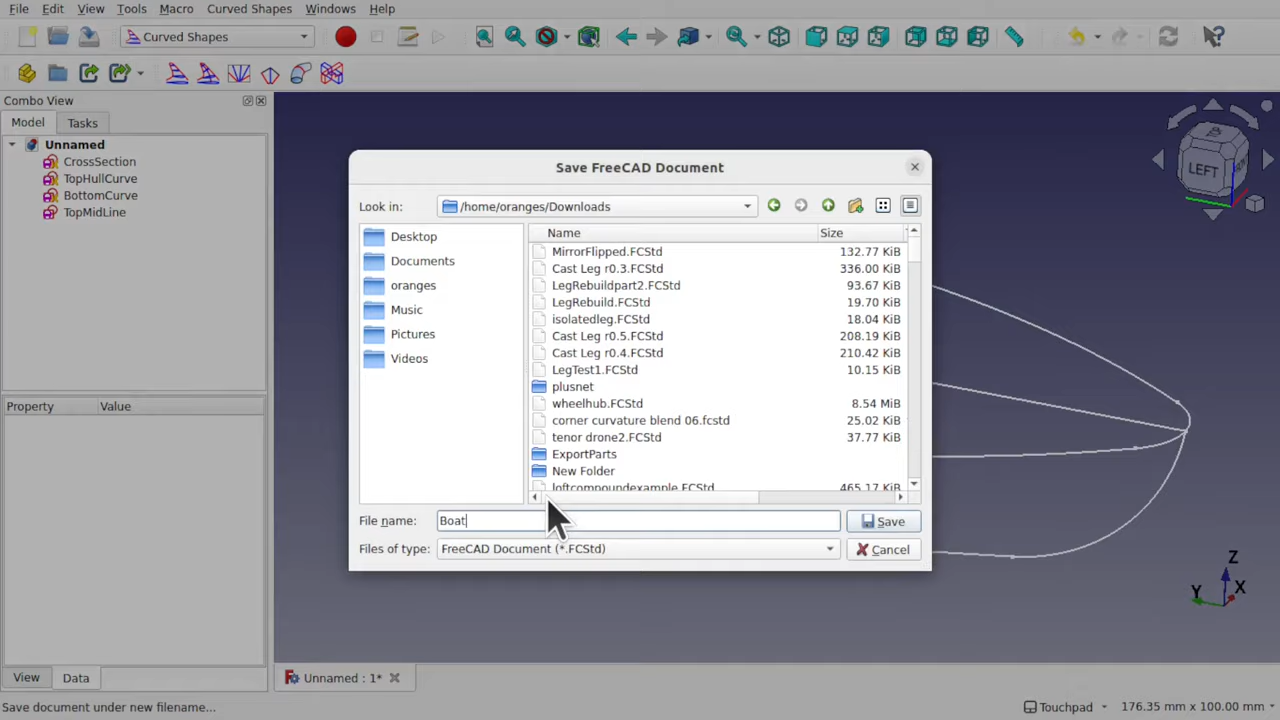 File Edit View Tools Macro Curved Shapes Windows Help
Curved Shapes
Combo View
Model Tasks
Unnamed
CrossSection
TopHullCurve
BottomCurve
TopMidLine
Property Value
View Data
Save document under new filename...
Save FreeCAD Document
Look in: /home/oranges/Downloads
Desktop
Documents
oranges
Music
Pictures
Videos
Name Size
MirrorFlipped.FCStd 132.77 KiB
Cast Leg r0.3.FCStd 336.00 KiB
LegRebuildpart2.FCStd 93.67 KiB
LegRebuild.FCStd 19.70 KiB
isolatedleg.FCStd 18.04 KiB
Cast Leg r0.5.FCStd 208.19 KiB
Cast Leg r0.4.FCStd 210.42 KiB
LegTest1.FCStd 10.15 KiB
plusnet
wheelhub.FCStd 8.54 MiB
corner curvature blend 06.fcstd 25.02 KiB
tenor drone2.FCStd 37.77 KiB
ExportParts
New Folder
loftcompoundexample.FCStd 465.17 KiB
File name: Boat Save
Files of type: FreeCAD Document (*.FCStd) Cancel
LEFT
Z
Y X
Unnamed : 1*
Touchpad 176.35 mm x 100.00 mm